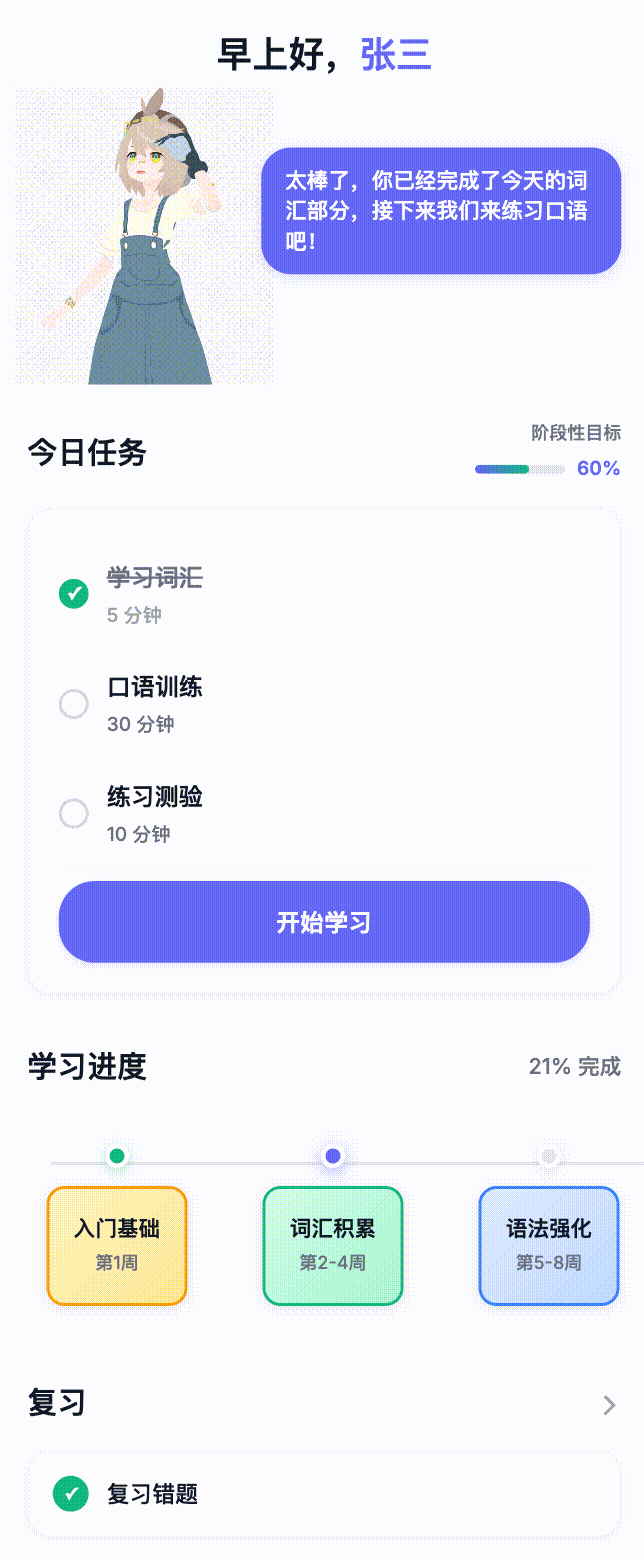 早上好，张三
太棒了，你已经完成了今天的词
汇部分，接下来我们来练习口语
吧！
今日任务
阶段性目标
60%
学习词汇
5 分钟
口语训练
30 分钟
练习测验
10 分钟
开始学习
学习进度
21% 完成
入门基础
第1周
词汇积累
第2-4周
语法强化
第5-8周
复习
复习错题